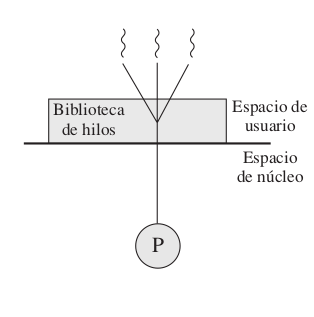 Biblioteca
de hilos
Espacio de
usuario
Espacio
de núcleo
P